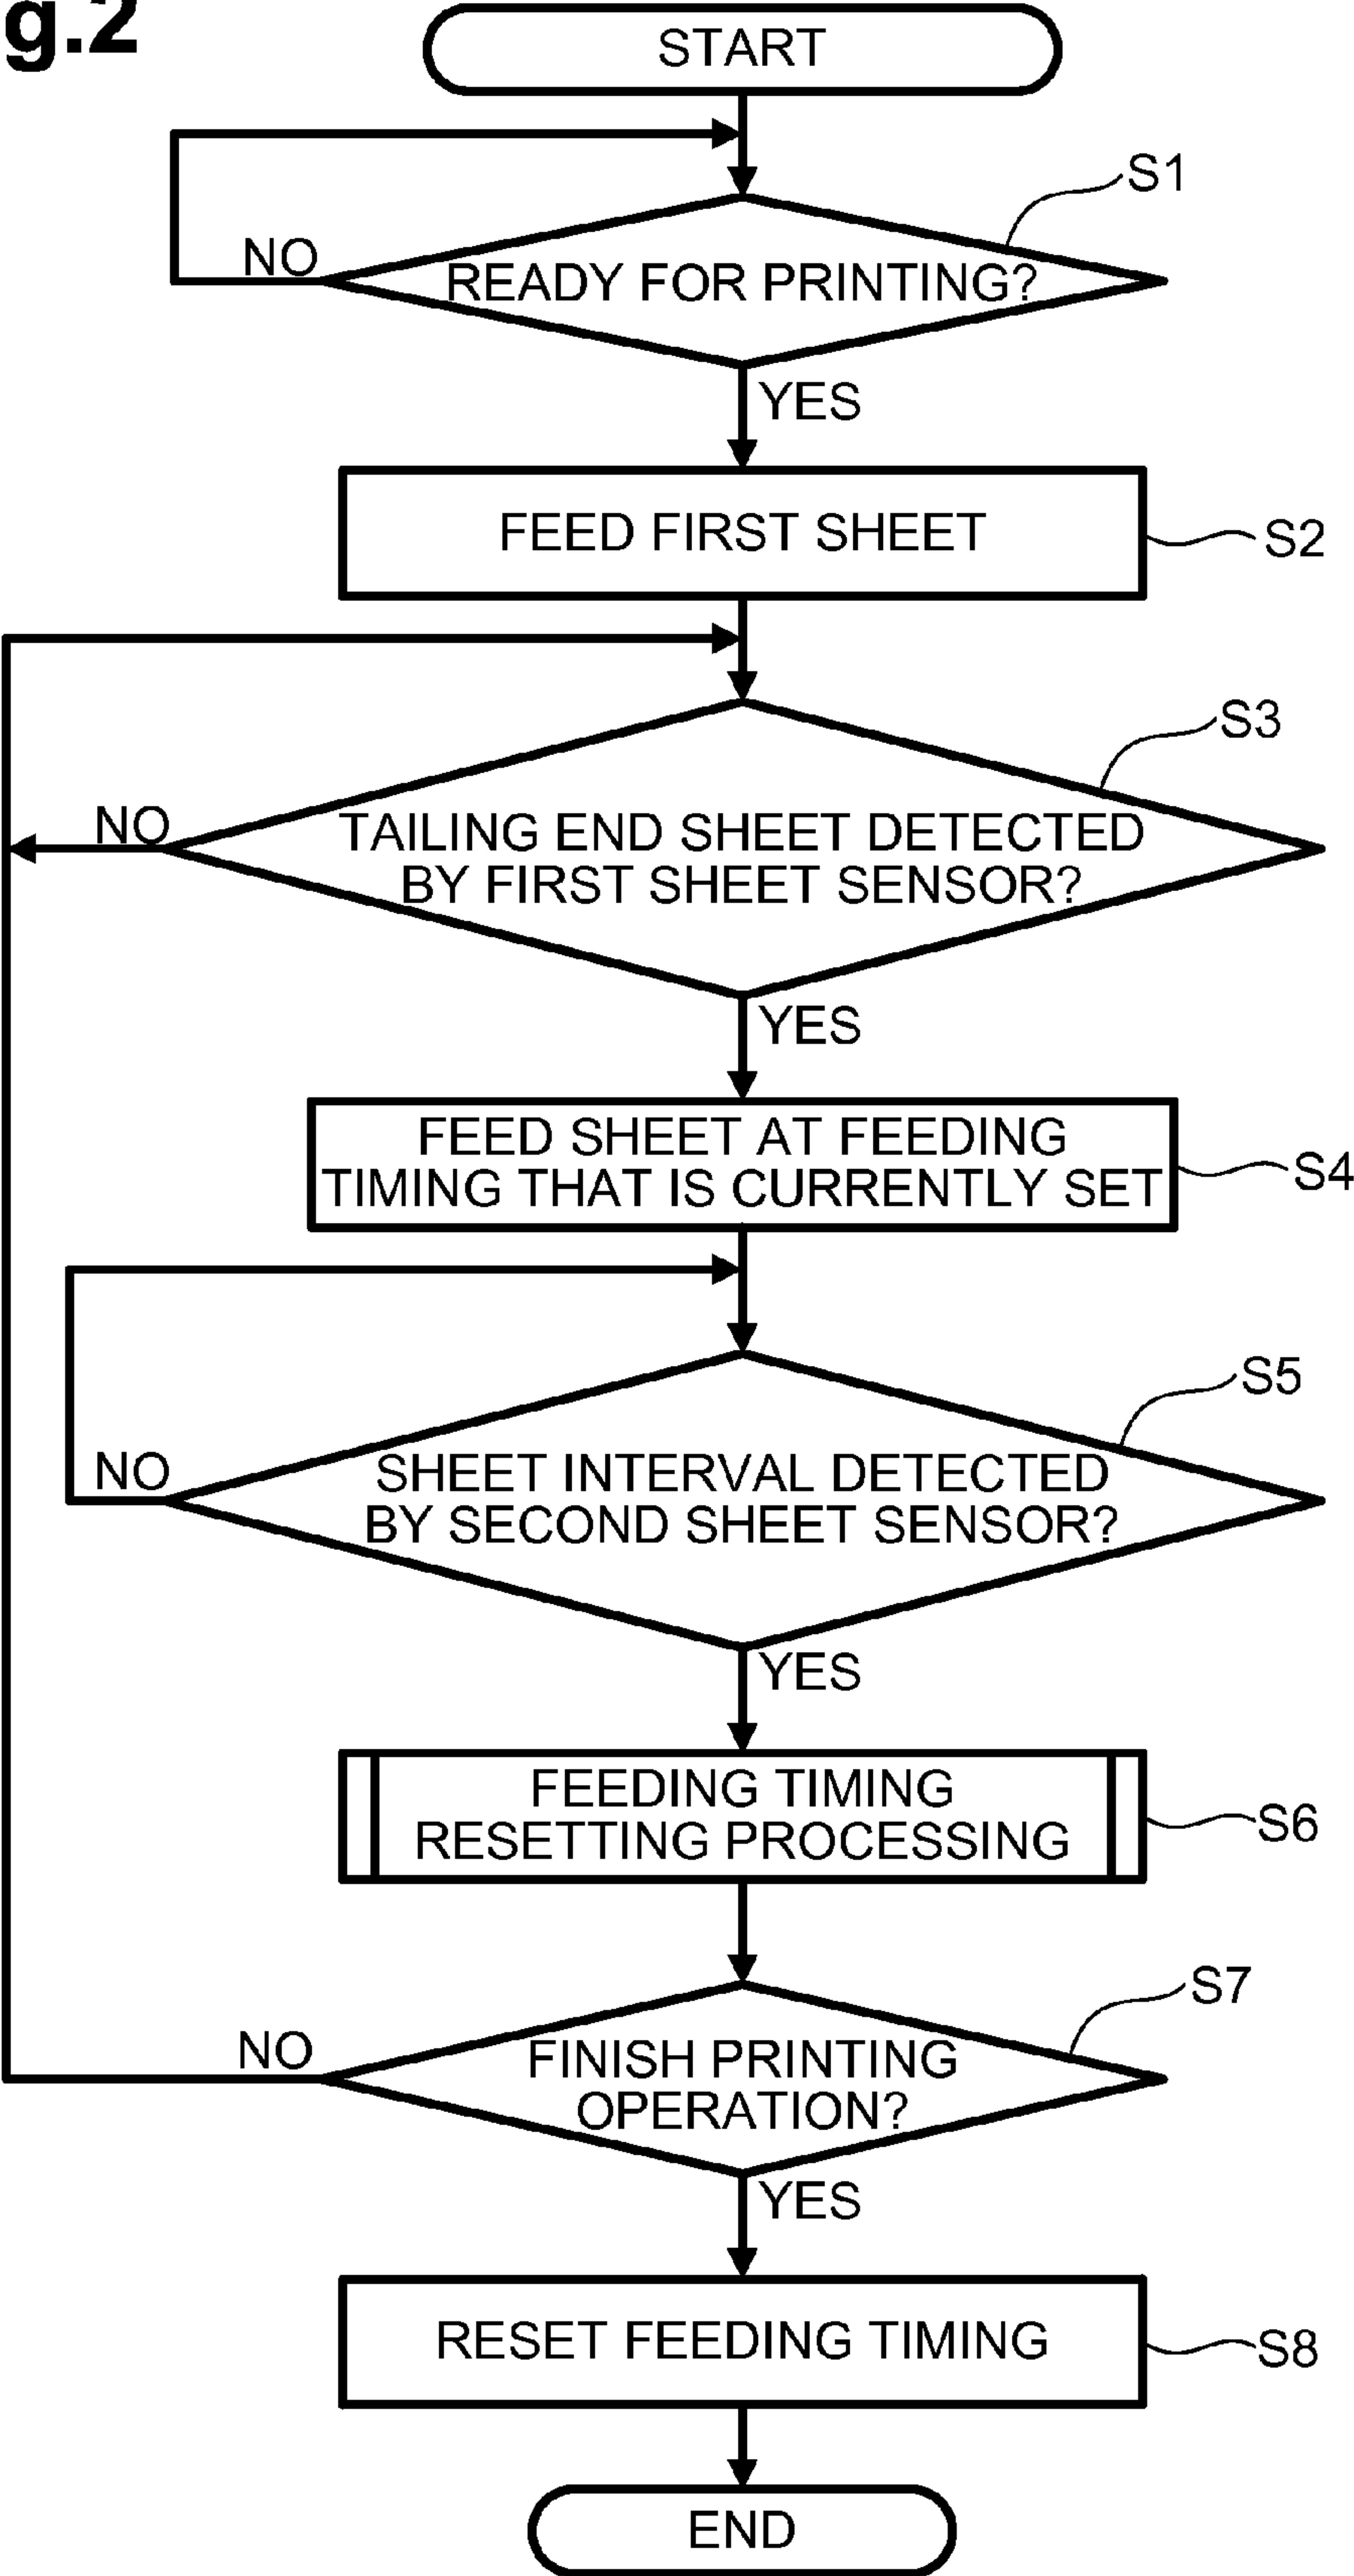 g.2
START
S1
NO
READY FOR PRINTING?
YES
FEED FIRST SHEET
S2
S3
NO
TAILING END SHEET DETECTED
BY FIRST SHEET SENSOR?
YES
FEED SHEET AT FEEDING
TIMING THAT IS CURRENTLY SET
S4
S5
NO
SHEET INTERVAL DETECTED
BY SECOND SHEET SENSOR?
YES
FEEDING TIMING
RESETTING PROCESSING
S6
S7
NO
FINISH PRINTING
OPERATION?
YES
RESET FEEDING TIMING
S8
END